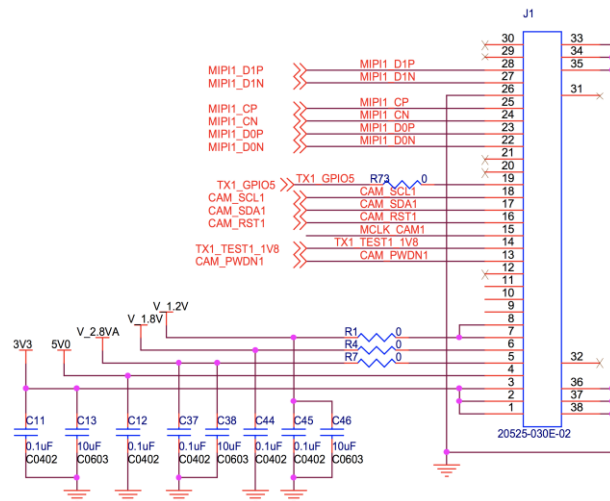 J1
30 33
29 34
28 35
MIPI1_D1P MIPI1_D1P
MIPI1_D1N MIPI1_D1N 27
26 31
MIPI1_CP MIPI1_CP 25
MIPI1_CN MIPI1_CN 24
MIPI1_D0P MIPI1_D0P 23
MIPI1_D0N MIPI1_D0N 22
21
20
TX1_GPIO5 TX1_GPIO5 R73 0 19
CAM_SCL1 CAM_SCL1 18
CAM_SDA1 CAM_SDA1 17
CAM_RST1 CAM_RST1 16
MCLK_CAM1 15
TX1_TEST1_1V8 TX1_TEST1_1V8 14
CAM_PWDN1 CAM_PWDN1 13
12
11
10
9
8
V_1.2V
V_1.8V R1 0 7
V_2.8VA R4 0 6
3V3 5V0 R7 0 5 32
4
3 36
2 37
1 38
20525-030E-02
C11 C13 C12 C37 C38 C44 C45 C46
0.1uF 10uF 0.1uF 0.1uF 10uF 0.1uF 0.1uF 10uF
C0402 C0603 C0402 C0402 C0603 C0402 C0402 C0603